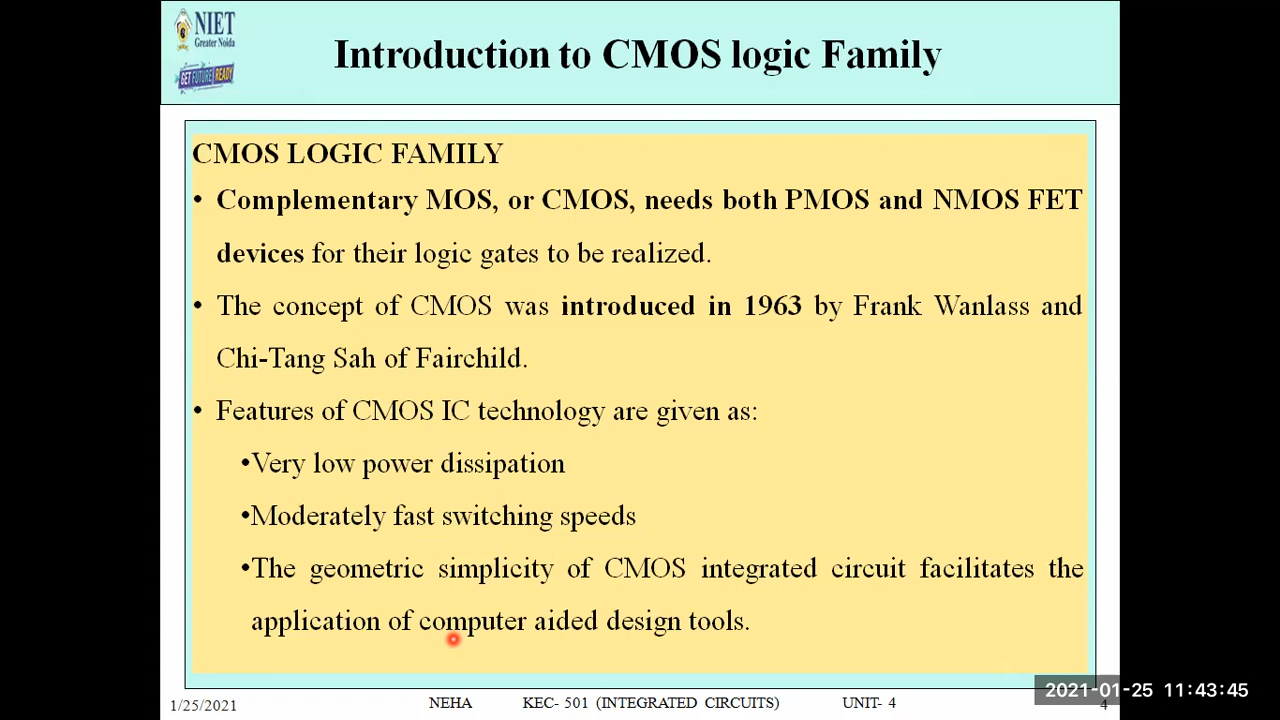 NIET
Greater Noida
GET FUTURE READY
Introduction to CMOS logic Family
CMOS LOGIC FAMILY
• Complementary MOS, or CMOS, needs both PMOS and NMOS FET
devices for their logic gates to be realized.
• The concept of CMOS was introduced in 1963 by Frank Wanlass and
Chi-Tang Sah of Fairchild.
• Features of CMOS IC technology are given as:
•Very low power dissipation
•Moderately fast switching speeds
•The geometric simplicity of CMOS integrated circuit facilitates the
application of computer aided design tools.
1/25/2021 NEHA KEC- 501 (INTEGRATED CIRCUITS) UNIT- 4 4
2021-01-25 11:43:45